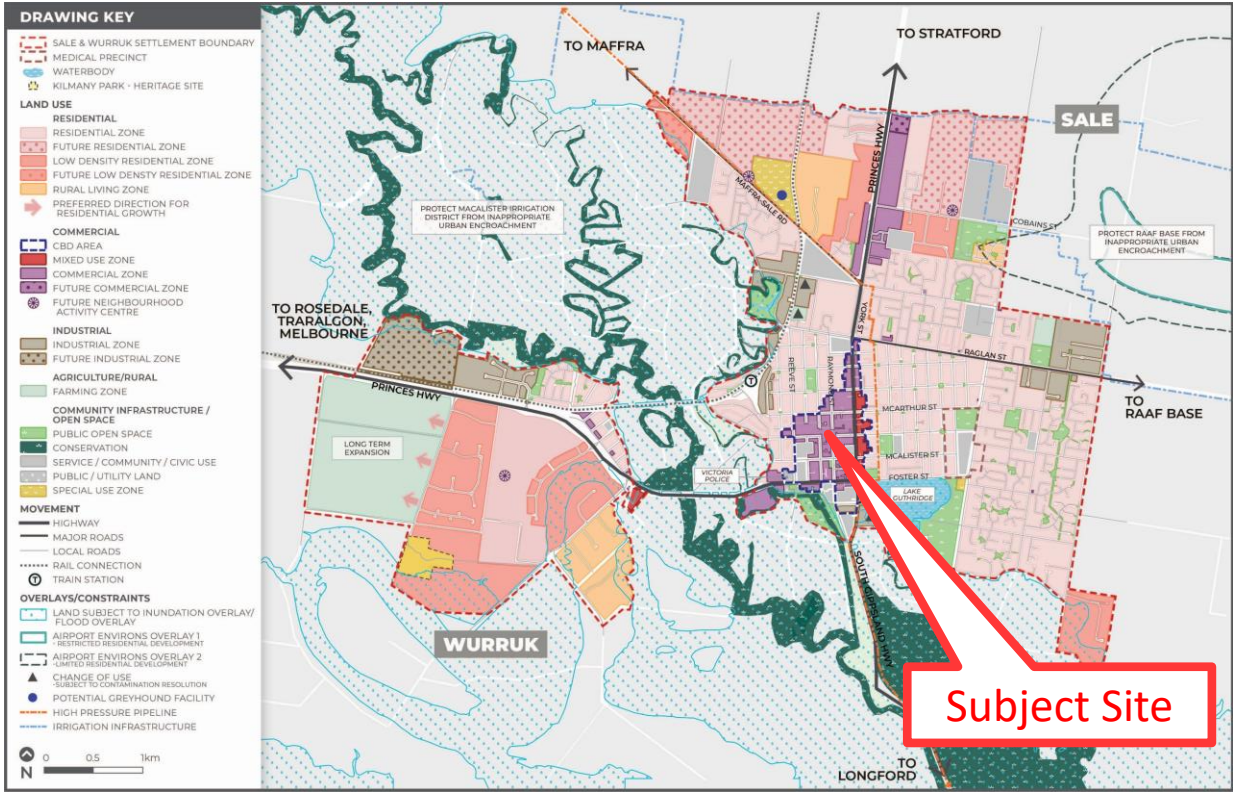 DRAWING KEY
SALE & WURRUK SETTLEMENT BOUNDARY
MEDICAL PRECINCT
WATERBODY
KILMANY PARK - HERITAGE SITE
LAND USE
RESIDENTIAL
RESIDENTIAL ZONE
FUTURE RESIDENTIAL ZONE
LOW DENSITY RESIDENTIAL ZONE
FUTURE LOW DENSITY RESIDENTIAL ZONE
RURAL LIVING ZONE
PREFERRED DIRECTION FOR
RESIDENTIAL GROWTH
COMMERCIAL
CBD AREA
MIXED USE ZONE
COMMERCIAL ZONE
FUTURE COMMERCIAL ZONE
FUTURE NEIGHBOURHOOD
ACTIVITY CENTRE
INDUSTRIAL
INDUSTRIAL ZONE
FUTURE INDUSTRIAL ZONE
AGRICULTURE/RURAL
FARMING ZONE
COMMUNITY INFRASTRUCTURE /
OPEN SPACE
PUBLIC OPEN SPACE
CONSERVATION
SERVICE / COMMUNITY / CIVIC USE
PUBLIC / UTILITY LAND
SPECIAL USE ZONE
MOVEMENT
HIGHWAY
MAJOR ROADS
LOCAL ROADS
RAIL CONNECTION
T TRAIN STATION
OVERLAYS/CONSTRAINTS
LAND SUBJECT TO INUNDATION OVERLAY/
FLOOD OVERLAY
AIRPORT ENVIRONS OVERLAY 1
- RESTRICTED RESIDENTIAL DEVELOPMENT
AIRPORT ENVIRONS OVERLAY 2
-LIMITED RESIDENTIAL DEVELOPMENT
CHANGE OF USE
-SUBJECT TO CONTAMINATION RESOLUTION
POTENTIAL GREYHOUND FACILITY
HIGH PRESSURE PIPELINE
IRRIGATION INFRASTRUCTURE
N
0 0.5 1km
TO MAFFRA
TO STRATFORD
SALE
PRINCES HWY
MAFFRA-SALE RD
COBAINS ST
PROTECT MACALISTER IRRIGATION
DISTRICT FROM INAPPROPRIATE
URBAN ENCROACHMENT
PROTECT RAAF BASE FROM
INAPPROPRIATE URBAN
ENCROACHMENT
TO ROSEDALE,
TRARALGON,
MELBOURNE
YORK ST
RAGLAN ST
REEVE ST
RAYMON
T
PRINCES HWY
MCARTHUR ST
TO
RAAF BASE
LONG TERM
EXPANSION
MCALISTER ST
VICTORIA
POLICE
FOSTER ST
LAKE
GUTHRIDGE
SOUTH GIPPSLAND HWY
WURRUK
Subject Site
TO
LONGFORD